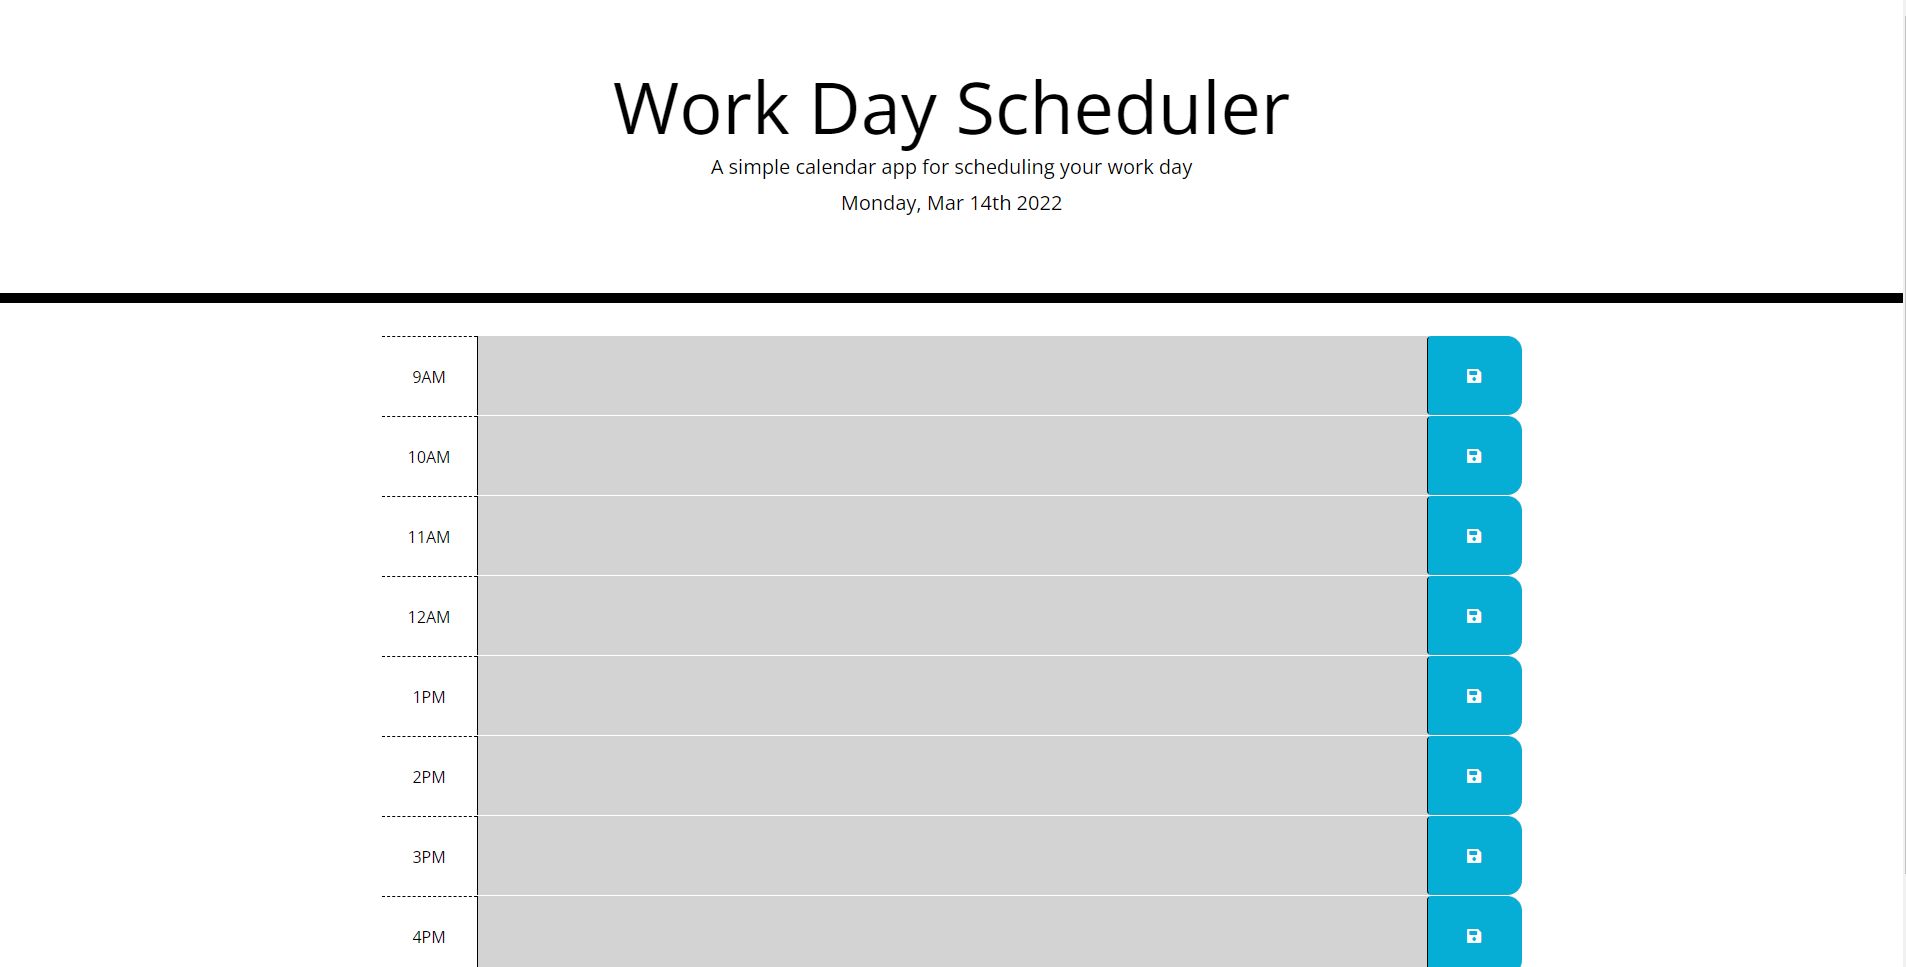 Work Day Scheduler
A simple calendar app for scheduling your work day
Monday, Mar 14th 2022
9AM
10AM
11AM
12AM
1PM
2PM
3PM
4PM